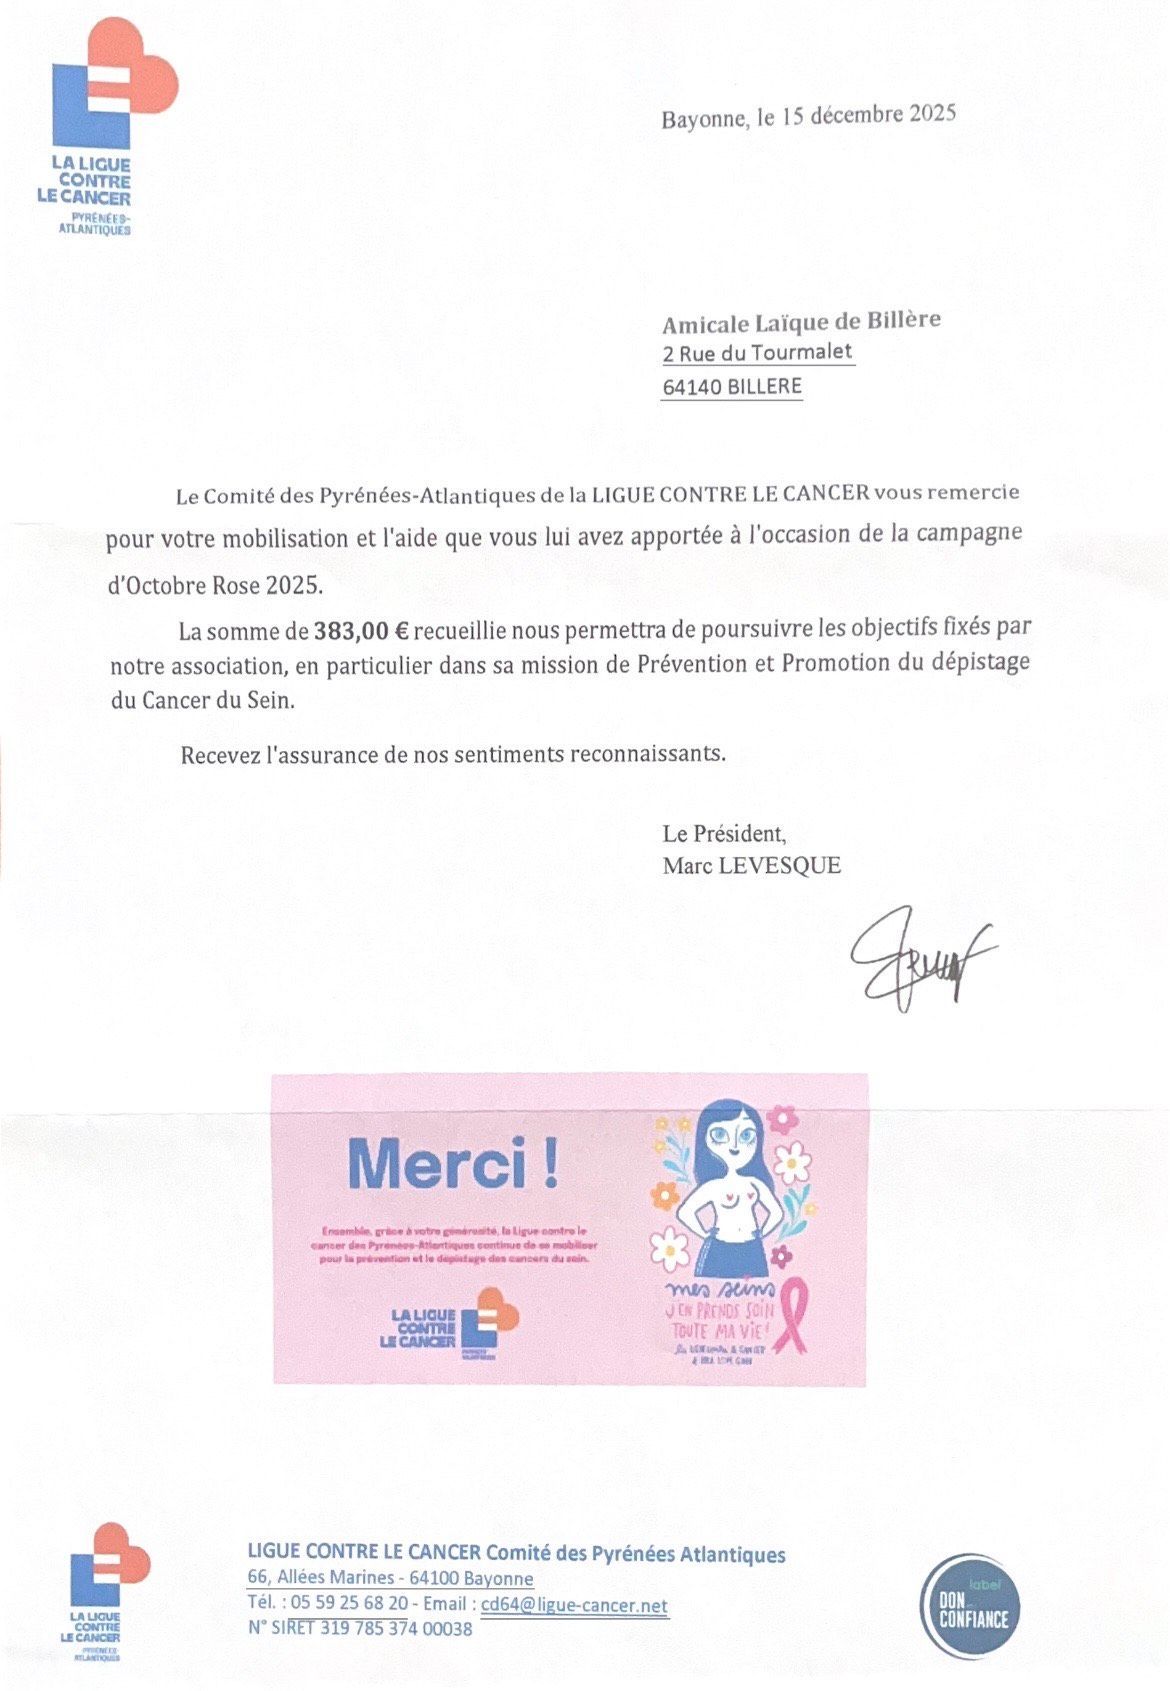 LA LIGUE
CONTRE
LE CANCER
PYRÉNÉES-
ATLANTIQUES
Bayonne, le 15 décembre 2025
Amicale Laïque de Billère
2 Rue du Tourmalet
64140 BILLERE
Le Comité des Pyrénées-Atlantiques de la LIGUE CONTRE LE CANCER vous remercie
pour votre mobilisation et l'aide que vous lui avez apportée à l'occasion de la campagne
d'Octobre Rose 2025.
La somme de 383,00 € recueillie nous permettra de poursuivre les objectifs fixés par
notre association, en particulier dans sa mission de Prévention et Promotion du dépistage
du Cancer du Sein.
Recevez l'assurance de nos sentiments reconnaissants.
Le Président,
Marc LEVESQUE
Merci !
Ensemble, grâce à votre générosité, la Ligue contre le
cancer des Pyrénées-Atlantiques continue de se mobiliser
pour la prévention et le dépistage des cancers du sein.
LA LIGUE
CONTRE
LE CANCER
PYRÉNÉES-
ATLANTIQUES
mes seins
J'EN PRENDS SOIN
TOUTE MA VIE!
LIGUE CONTRE LE CANCER Comité des Pyrénées Atlantiques
66, Allées Marines - 64100 Bayonne
Tél. : 05 59 25 68 20 - Email : cd64@ligue-cancer.net
N° SIRET 319 785 374 00038
LA LIGUE
CONTRE
LE CANCER
PYRÉNÉES-
ATLANTIQUES
label
DON
CONFIANCE